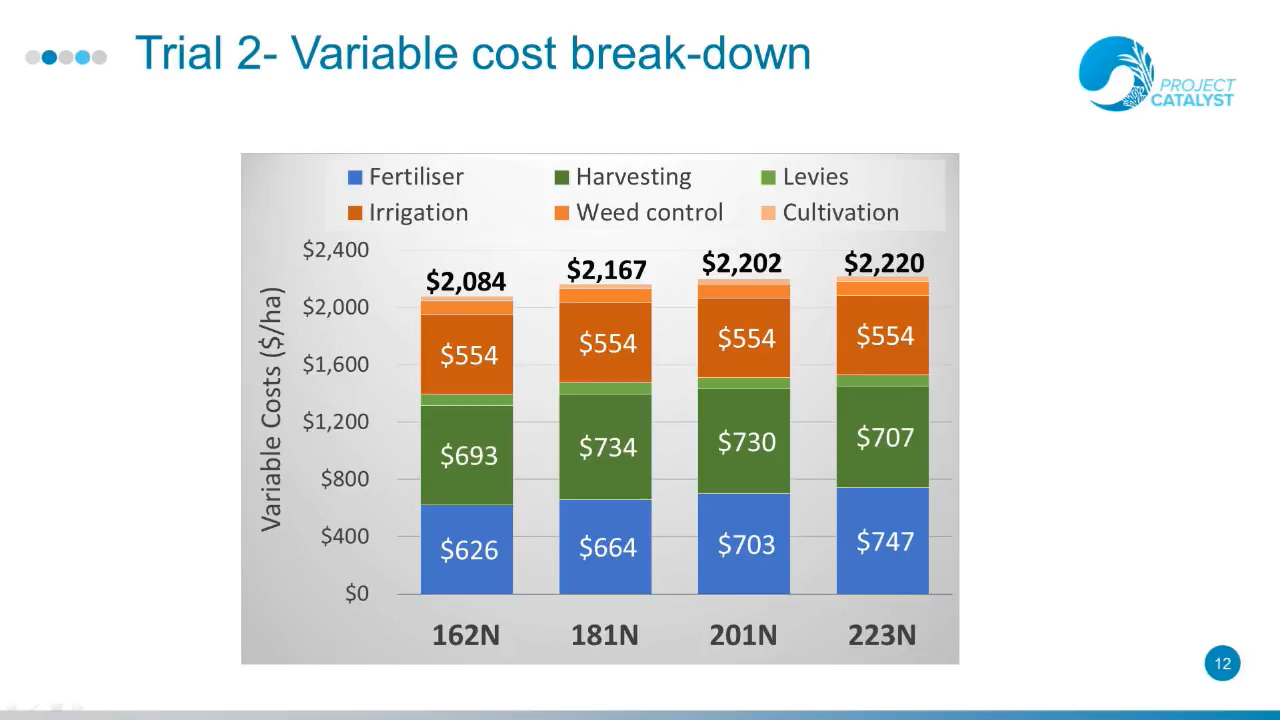 Trial 2- Variable cost break-down
PROJECT
CATALYST
Fertiliser Harvesting Levies
Irrigation Weed control Cultivation
Variable Costs ($/ha)
$2,400
$2,000
$1,600
$1,200
$800
$400
$0
$2,084 $2,167 $2,202 $2,220
$554 $554 $554 $554
$693 $734 $730 $707
$626 $664 $703 $747
162N 181N 201N 223N
12